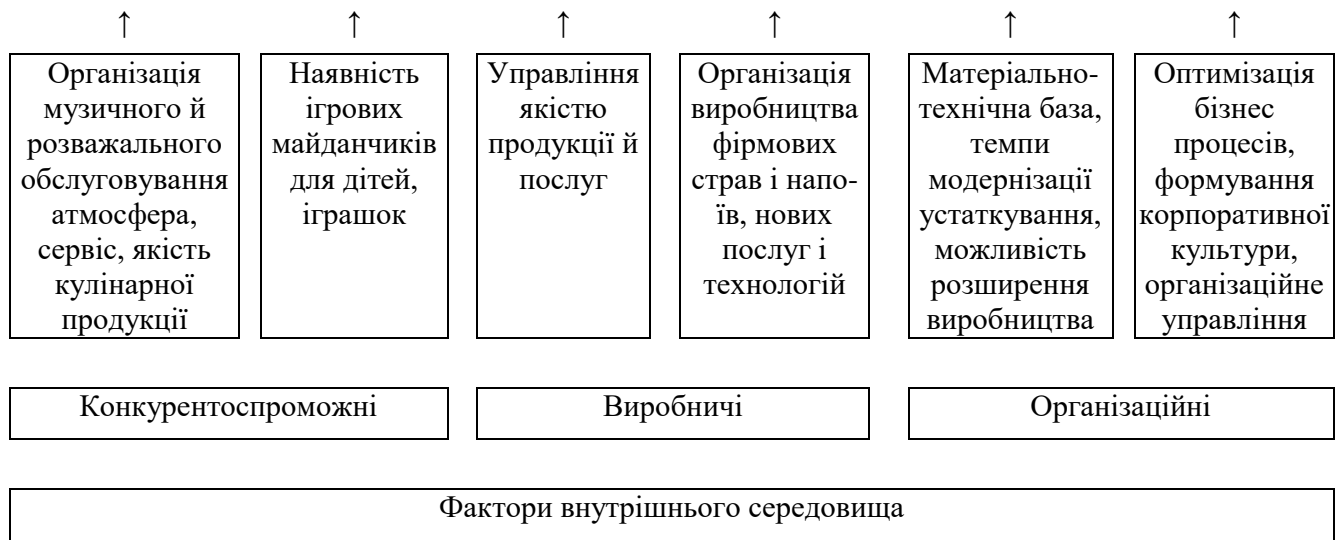 ↑ ↑ ↑ ↑ ↑ ↑
Організація
музичного й
розважального
обслуговування
атмосфера,
сервіс, якість
кулінарної
продукції
Наявність
ігрових
майданчиків
для дітей,
іграшок
Управління
якістю
продукції й
послуг
Організація
виробництва
фірмових
страв і напо-
їв, нових
послуг і
технологій
Матеріально-
технічна база,
темпи
модернізації
устаткування,
можливість
розширення
виробництва
Оптимізація
бізнес
процесів,
формування
корпоративної
культури,
організаційне
управління
Конкурентоспроможні
Виробничі
Організаційні
Фактори внутрішнього середовища